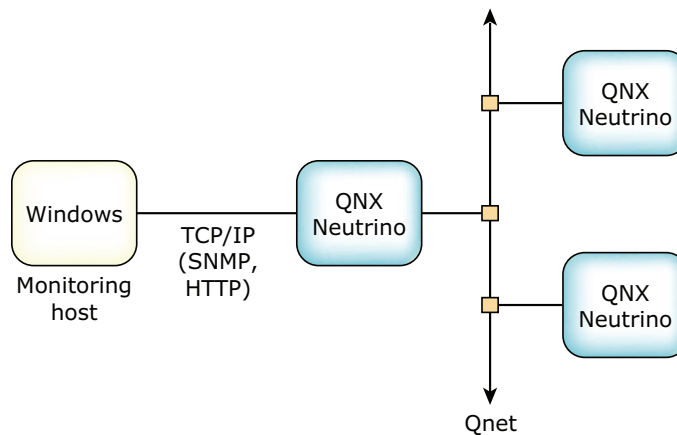 Windows
Monitoring
host
TCP/IP
(SNMP,
HTTP)
QNX
Neutrino
QNX
Neutrino
QNX
Neutrino
Qnet